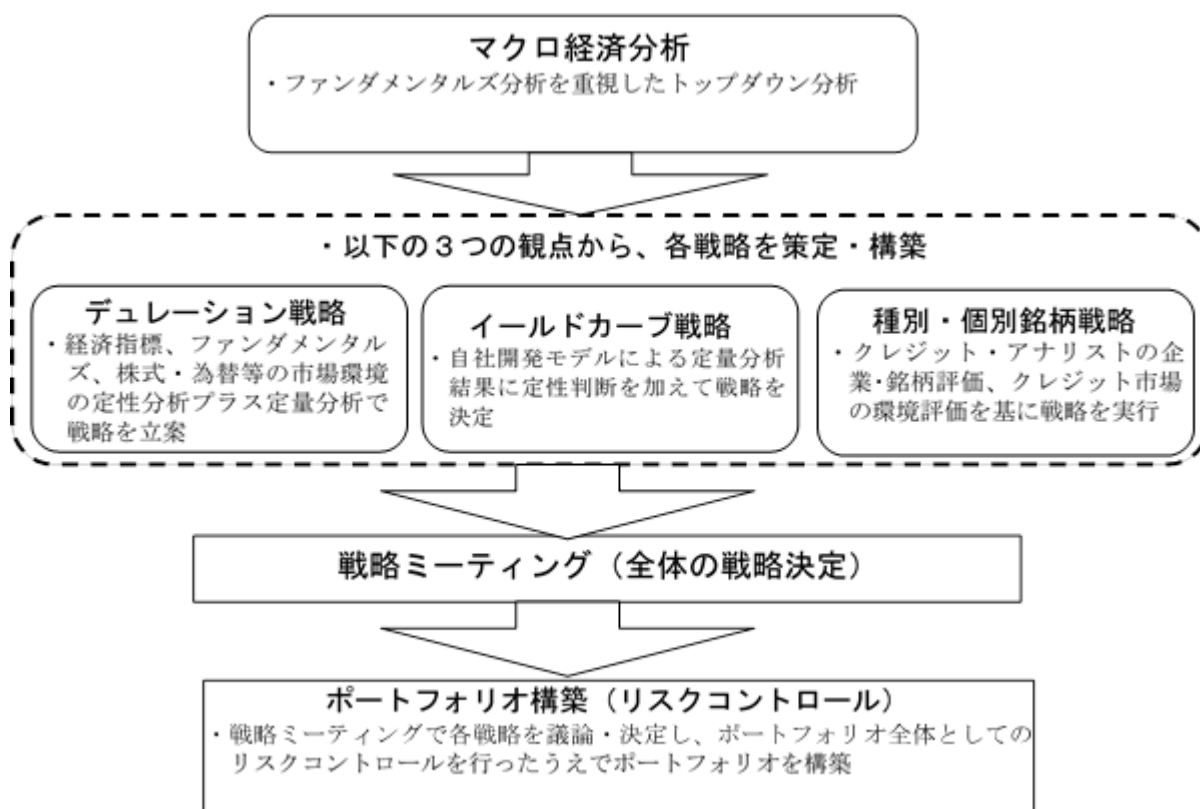 マクロ経済分析
・ファンダメンタルズ分析を重視したトップダウン分析
・以下の３つの観点から、各戦略を策定・構築
デュレーション戦略
・経済指標、ファンダメンタル
ズ、株式・為替等の市場環境
の定性分析プラス定量分析で
戦略を立案
イールドカーブ戦略
・自社開発モデルによる定量分析
結果に定性判断を加えて戦略を
決定
種別・個別銘柄戦略
・クレジット・アナリストの企
業・銘柄評価、クレジット市場
の環境評価を基に戦略を実行
戦略ミーティング（全体の戦略決定）
ポートフォリオ構築（リスクコントロール）
・戦略ミーティングで各戦略を議論・決定し、ポートフォリオ全体としての
リスクコントロールを行ったうえでポートフォリオを構築